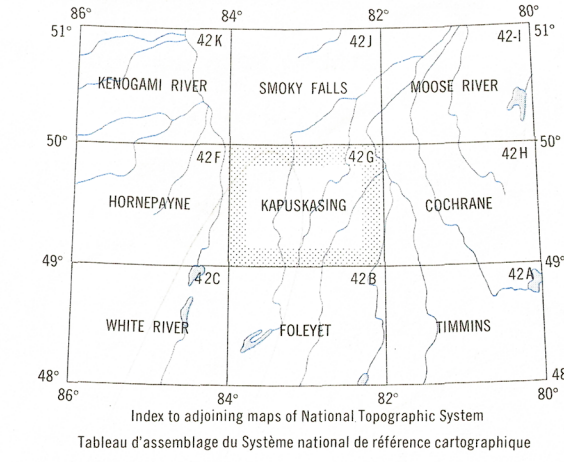 86° 84° 82° 80°
51° 42K 42J 42-I 51°
KENOGAMI RIVER SMOKY FALLS MOOSE RIVER
50° 50°
42F 42G 42H
HORNEPAYNE KAPUSKASING COCHRANE
49° 49°
42C 42B 42A
WHITE RIVER FOLEYET TIMMINS
48° 48
86° 84° 82° 80°
Index to adjoining maps of National Topographic System
Tableau d'assemblage du Système national de référence cartographique